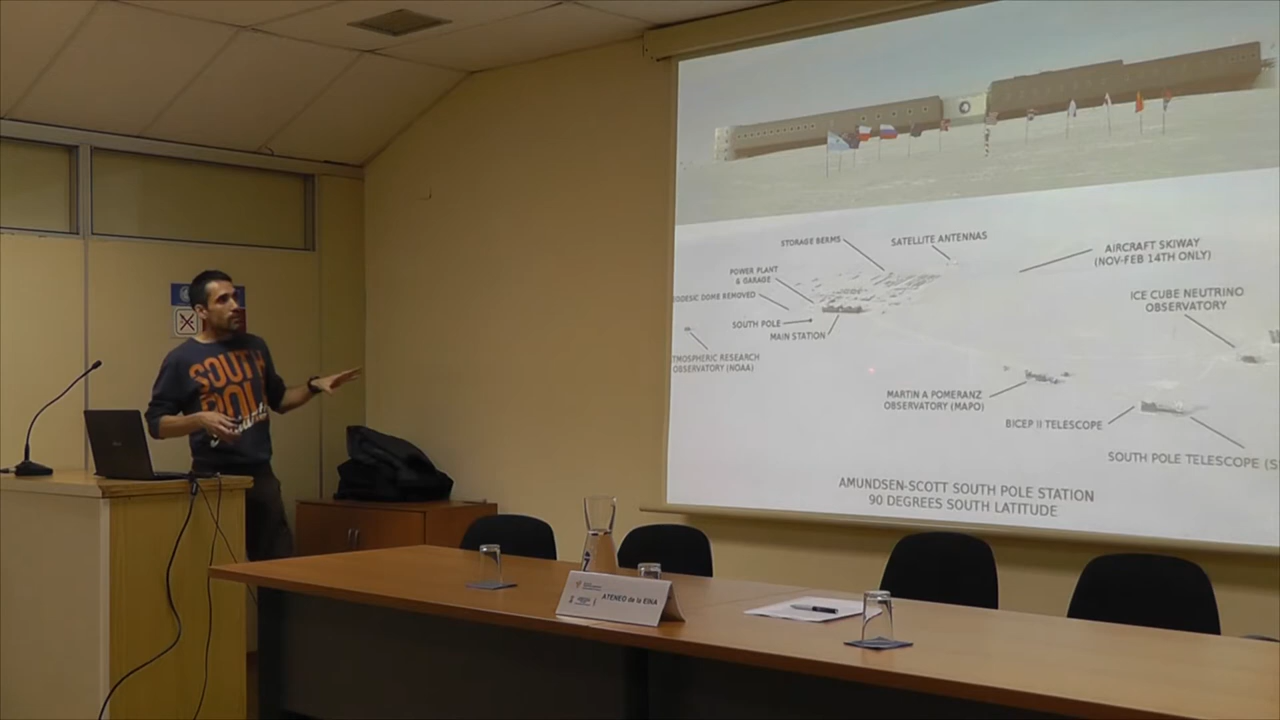 STORAGE BERMS
SATELLITE ANTENNAS
AIRCRAFT SKIWAY
(NOV-FEB 14TH ONLY)
POWER PLANT
& GARAGE
EODESIC DOME REMOVED
ICE CUBE NEUTRINO
OBSERVATORY
SOUTH POLE
MAIN STATION
TMOSPHERIC RESEARCH
OBSERVATORY (NOAA)
MARTIN A POMERANZ
OBSERVATORY (MAPO)
BICEP II TELESCOPE
SOUTH POLE TELESCOPE (S
AMUNDSEN-SCOTT SOUTH POLE STATION
90 DEGREES SOUTH LATITUDE
SOUTH
POL
ATENEO de la EINA